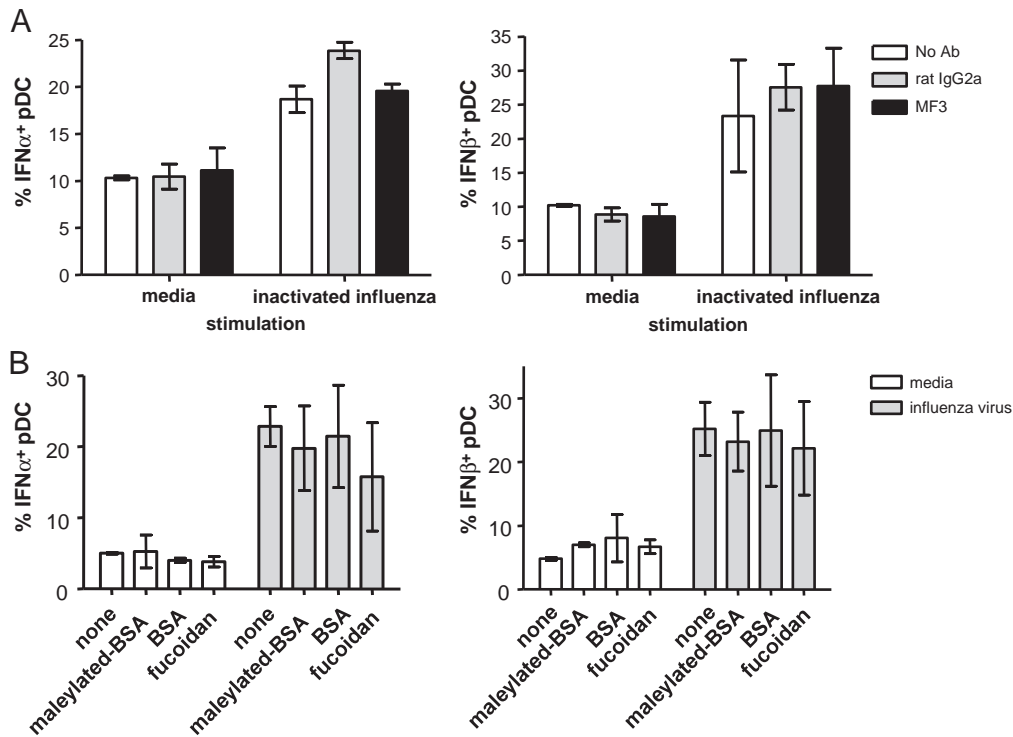 A
% IFNα⁺ pDC
25
20
15
10
5
0
media
inactivated influenza
stimulation
% IFNβ⁺ pDC
35
30
25
20
15
10
5
0
media
inactivated influenza
stimulation
No Ab
rat IgG2a
MF3
B
% IFNα⁺ pDC
30
20
10
0
none
maleylated-BSA
BSA
fucoidan
none
maleylated-BSA
BSA
fucoidan
% IFNβ⁺ pDC
30
20
10
0
none
maleylated-BSA
BSA
fucoidan
none
maleylated-BSA
BSA
fucoidan
media
influenza virus